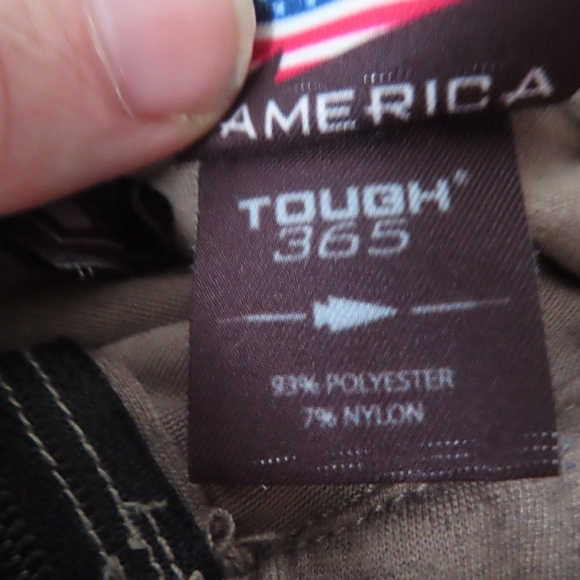 AMERICA
TOUGH
365
93% POLYESTER
7% NYLON